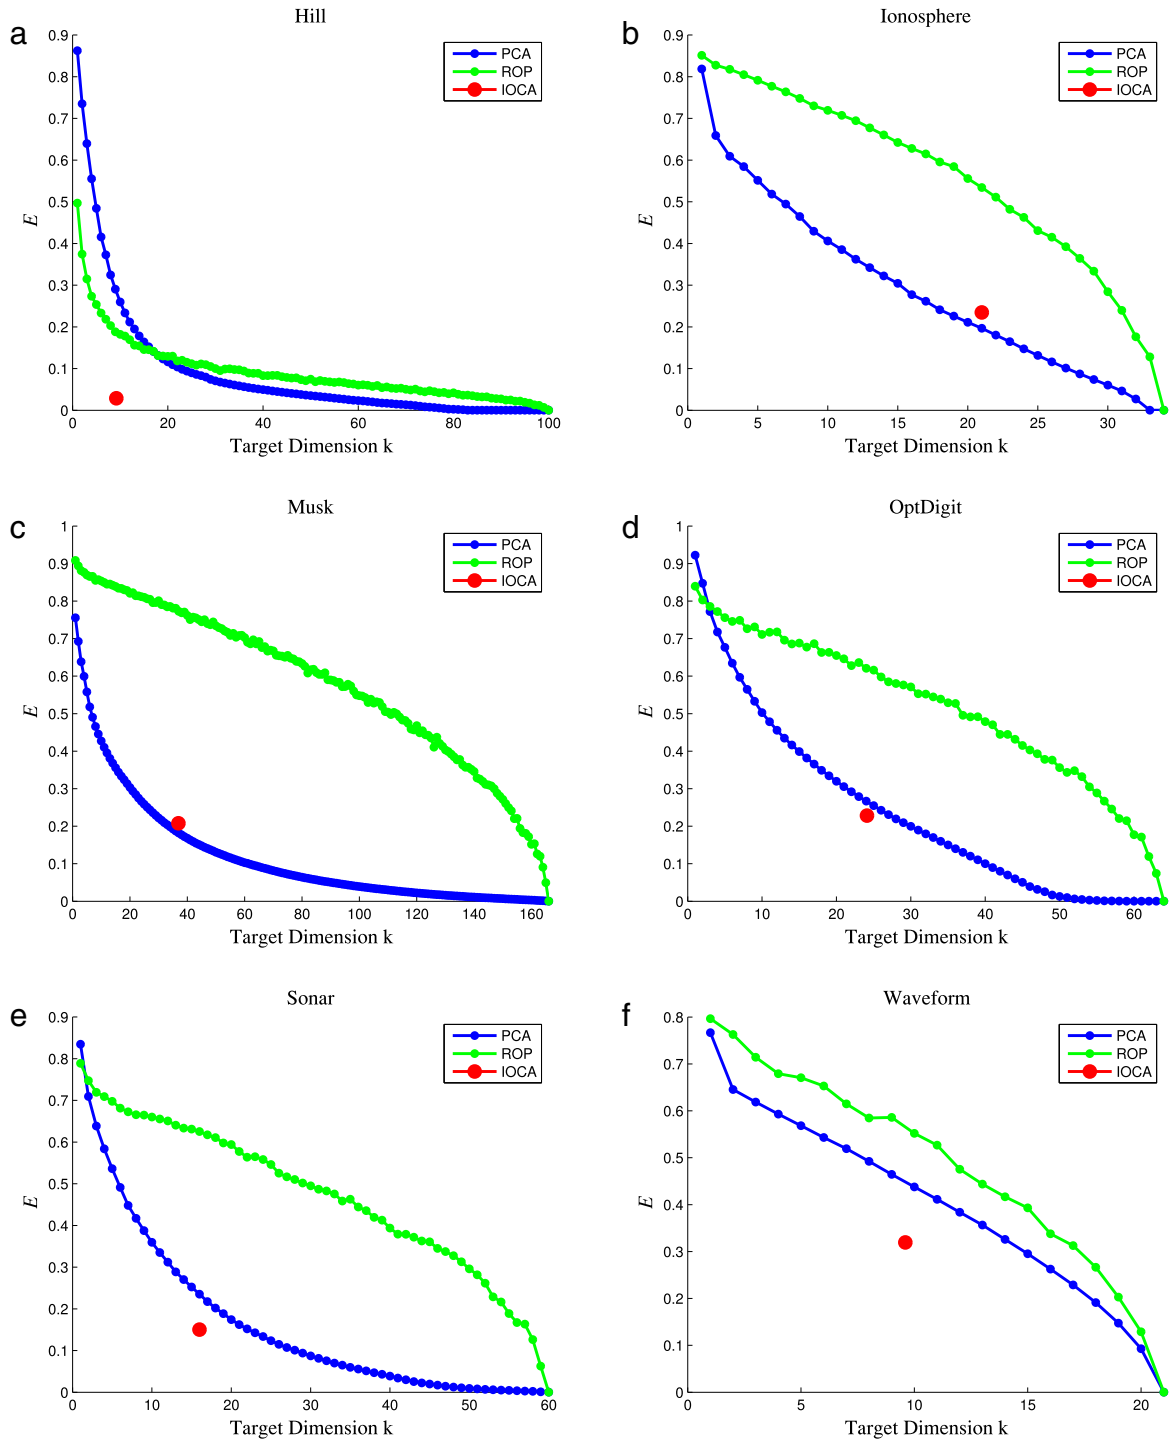 a
Hill
0.9
0.8
0.7
0.6
0.5
0.4
0.3
0.2
0.1
0
E
PCA
ROP
IOCA
0 20 40 60 80 100
Target Dimension k
b
Ionosphere
0.9
0.8
0.7
0.6
0.5
0.4
0.3
0.2
0.1
0
E
PCA
ROP
IOCA
0 5 10 15 20 25 30
Target Dimension k
c
Musk
1
0.9
0.8
0.7
0.6
0.5
0.4
0.3
0.2
0.1
0
E
PCA
ROP
IOCA
0 20 40 60 80 100 120 140 160
Target Dimension k
d
OptDigit
1
0.9
0.8
0.7
0.6
0.5
0.4
0.3
0.2
0.1
0
E
PCA
ROP
IOCA
0 10 20 30 40 50 60
Target Dimension k
e
Sonar
0.9
0.8
0.7
0.6
0.5
0.4
0.3
0.2
0.1
0
E
PCA
ROP
IOCA
0 10 20 30 40 50 60
Target Dimension k
f
Waveform
0.8
0.7
0.6
0.5
0.4
0.3
0.2
0.1
0
E
PCA
ROP
IOCA
0 5 10 15 20
Target Dimension k